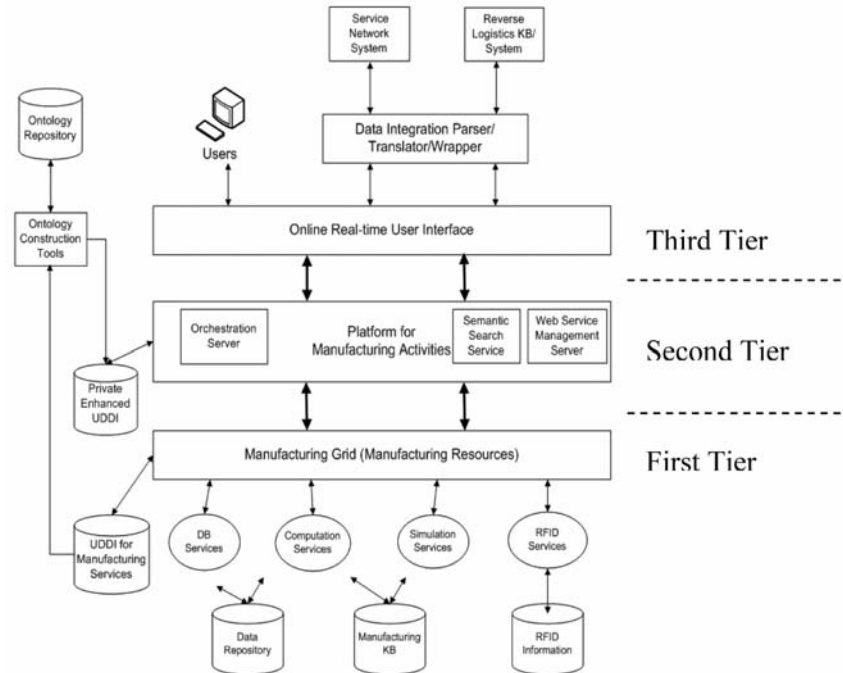 Service
Network
System
Reverse
Logistics KB/
System
Ontology
Repository
Users
Data Integration Parser/
Translator/Wrapper
Ontology
Construction
Tools
Online Real-time User Interface
Third Tier
Orchestration
Server
Platform for
Manufacturing Activities
Semantic
Search
Service
Web Service
Management
Server
Second Tier
Private
Enhanced
UDDI
Manufacturing Grid (Manufacturing Resources)
First Tier
UDDI for
Manufacturing
Services
DB
Services
Computation
Services
Simulation
Services
RFID
Services
Data
Repository
Manufacturing
KB
RFID
Information